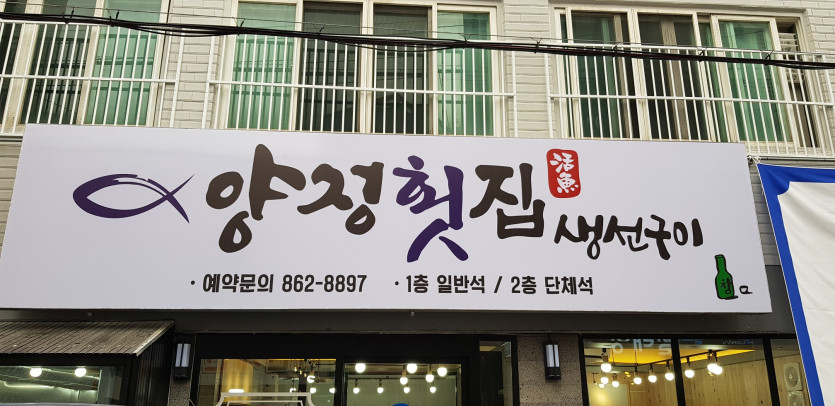 양정횟집
活魚
생선구이
· 예약문의 862-8897 · 1층 일반석 / 2층 단체석
참